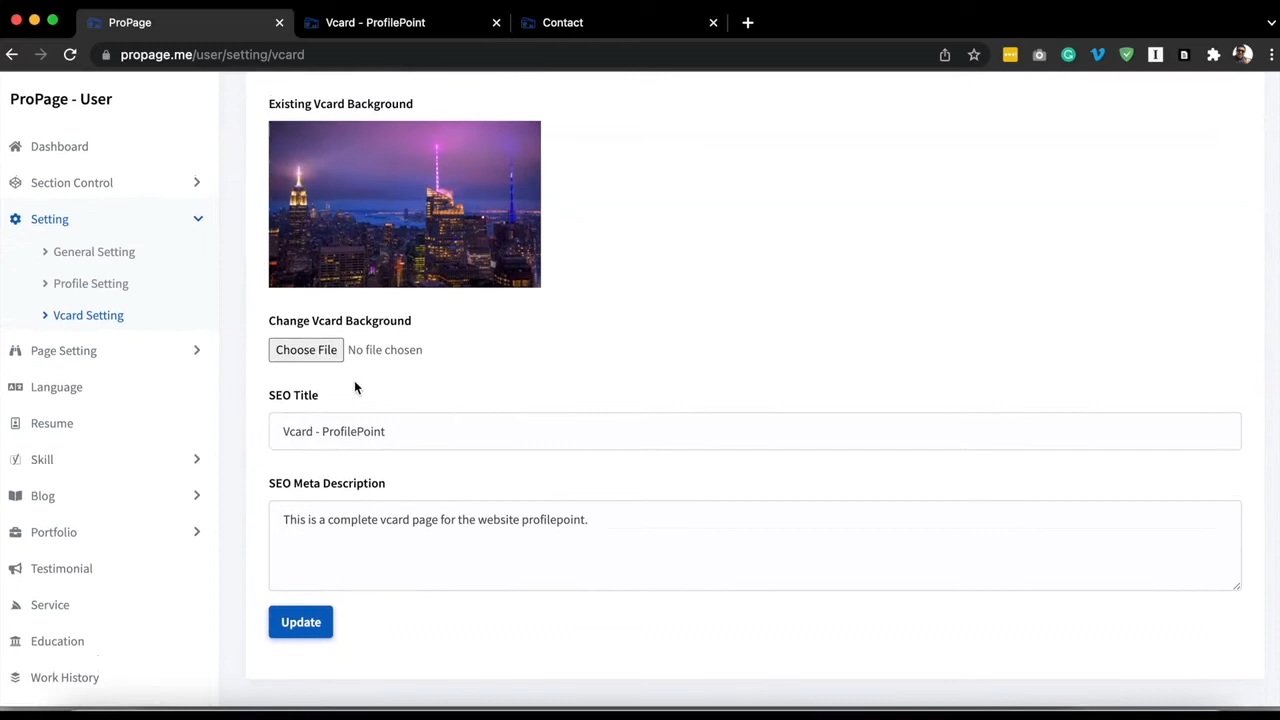 ProPage
Vcard - ProfilePoint
Contact
propage.me/user/setting/vcard
ProPage - User
Dashboard
Section Control
Setting
General Setting
Profile Setting
Vcard Setting
Page Setting
Language
Resume
Skill
Blog
Portfolio
Testimonial
Service
Education
Work History
Existing Vcard Background
Change Vcard Background
Choose File No file chosen
SEO Title
Vcard - ProfilePoint
SEO Meta Description
This is a complete vcard page for the website profilepoint.
Update